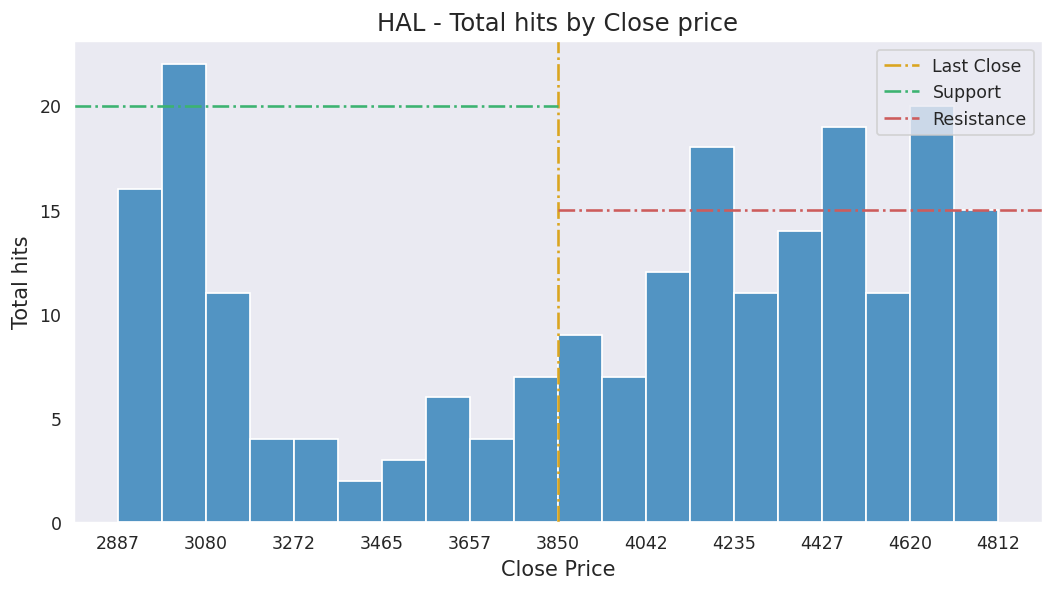 HAL - Total hits by Close price
Last Close
Support
Resistance
Total hits
20
15
10
5
0
2887 3080 3272 3465 3657 3850 4042 4235 4427 4620 4812
Close Price